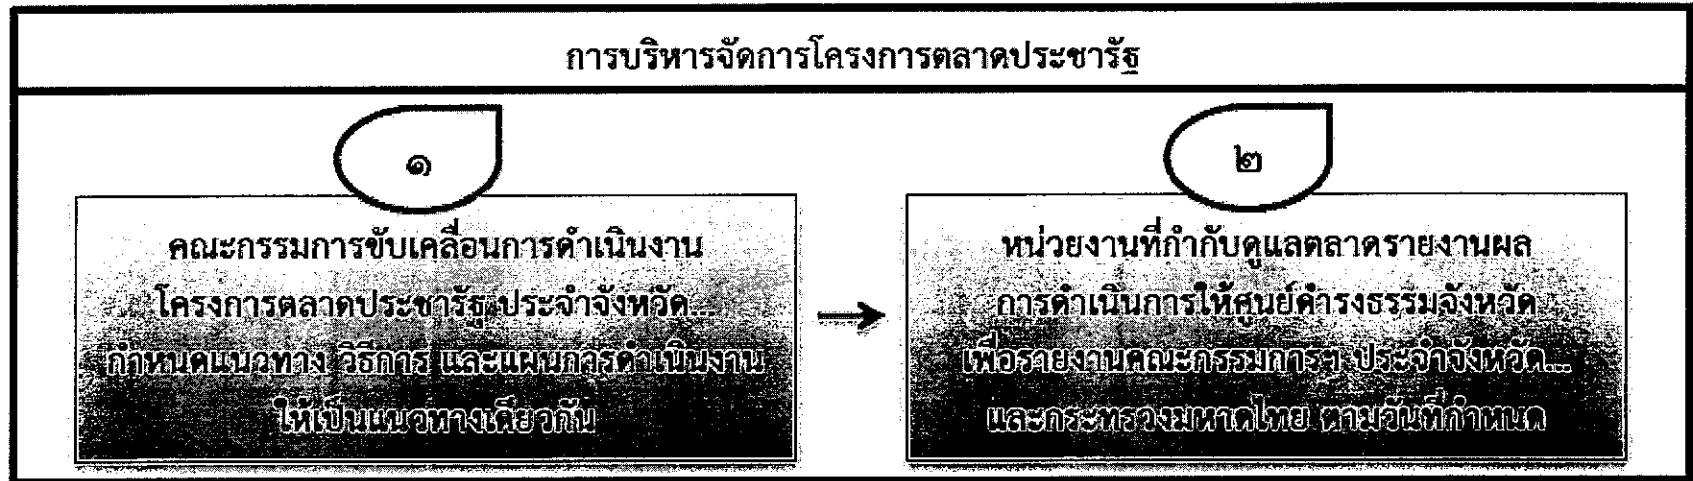 การบริหารจัดการโครงการตลาดประชารัฐ
๑
คณะกรรมการขับเคลื่อนการดำเนินงาน
โครงการตลาดประชารัฐ ประจำจังหวัด...
กำหนดแนวทาง วิธีการ และแผนการดำเนินงาน
ให้เป็นแนวทางเดียวกัน
๒
หน่วยงานที่กำกับดูแลตลาดรายงานผล
การดำเนินการให้ศูนย์ดำรงธรรมจังหวัด
เพื่อรายงานคณะกรรมการฯ ประจำจังหวัด...
และกระทรวงมหาดไทย ตามวันที่กำหนด